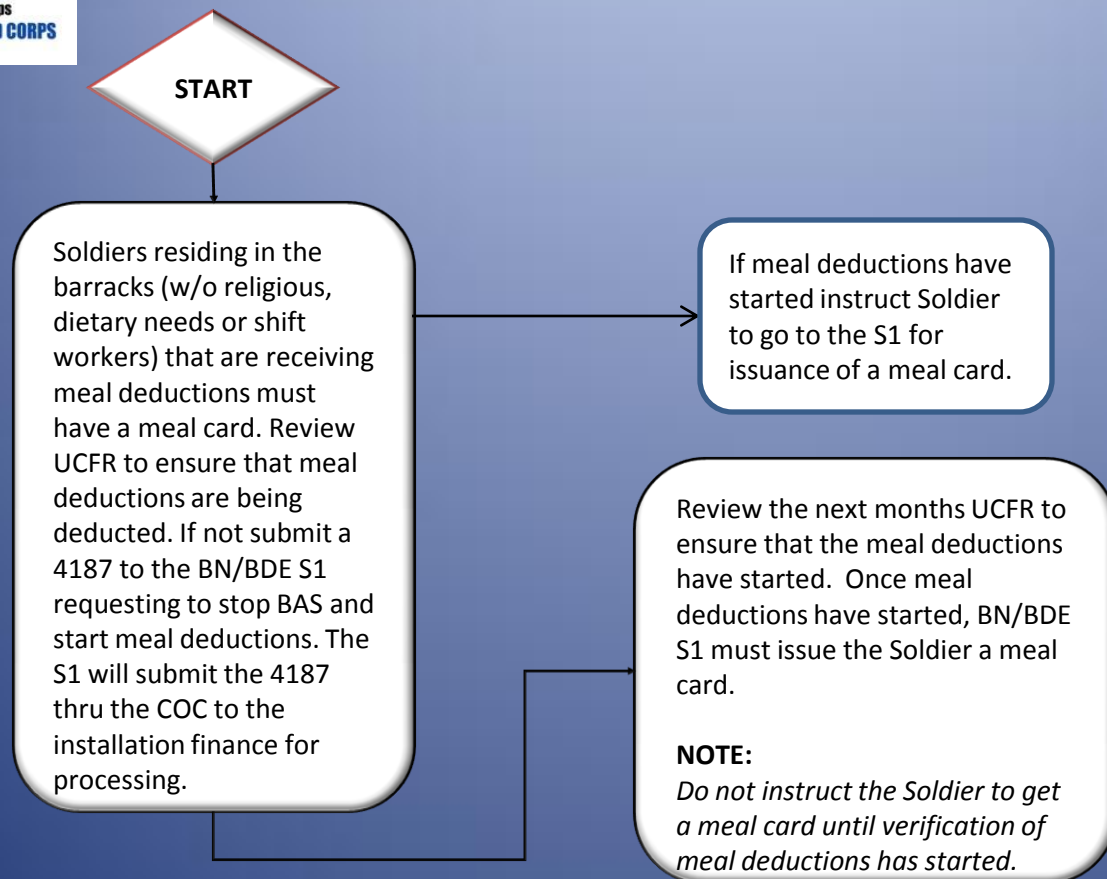 CORPS
START
Soldiers residing in the
barracks (w/o religious,
dietary needs or shift
workers) that are receiving
meal deductions must
have a meal card. Review
UCFR to ensure that meal
deductions are being
deducted. If not submit a
4187 to the BN/BDE S1
requesting to stop BAS and
start meal deductions. The
S1 will submit the 4187
thru the COC to the
installation finance for
processing.
If meal deductions have
started instruct Soldier
to go to the S1 for
issuance of a meal card.
Review the next months UCFR to
ensure that the meal deductions
have started.  Once meal
deductions have started, BN/BDE
S1 must issue the Soldier a meal
card.
NOTE:
Do not instruct the Soldier to get
a meal card until verification of
meal deductions has started.